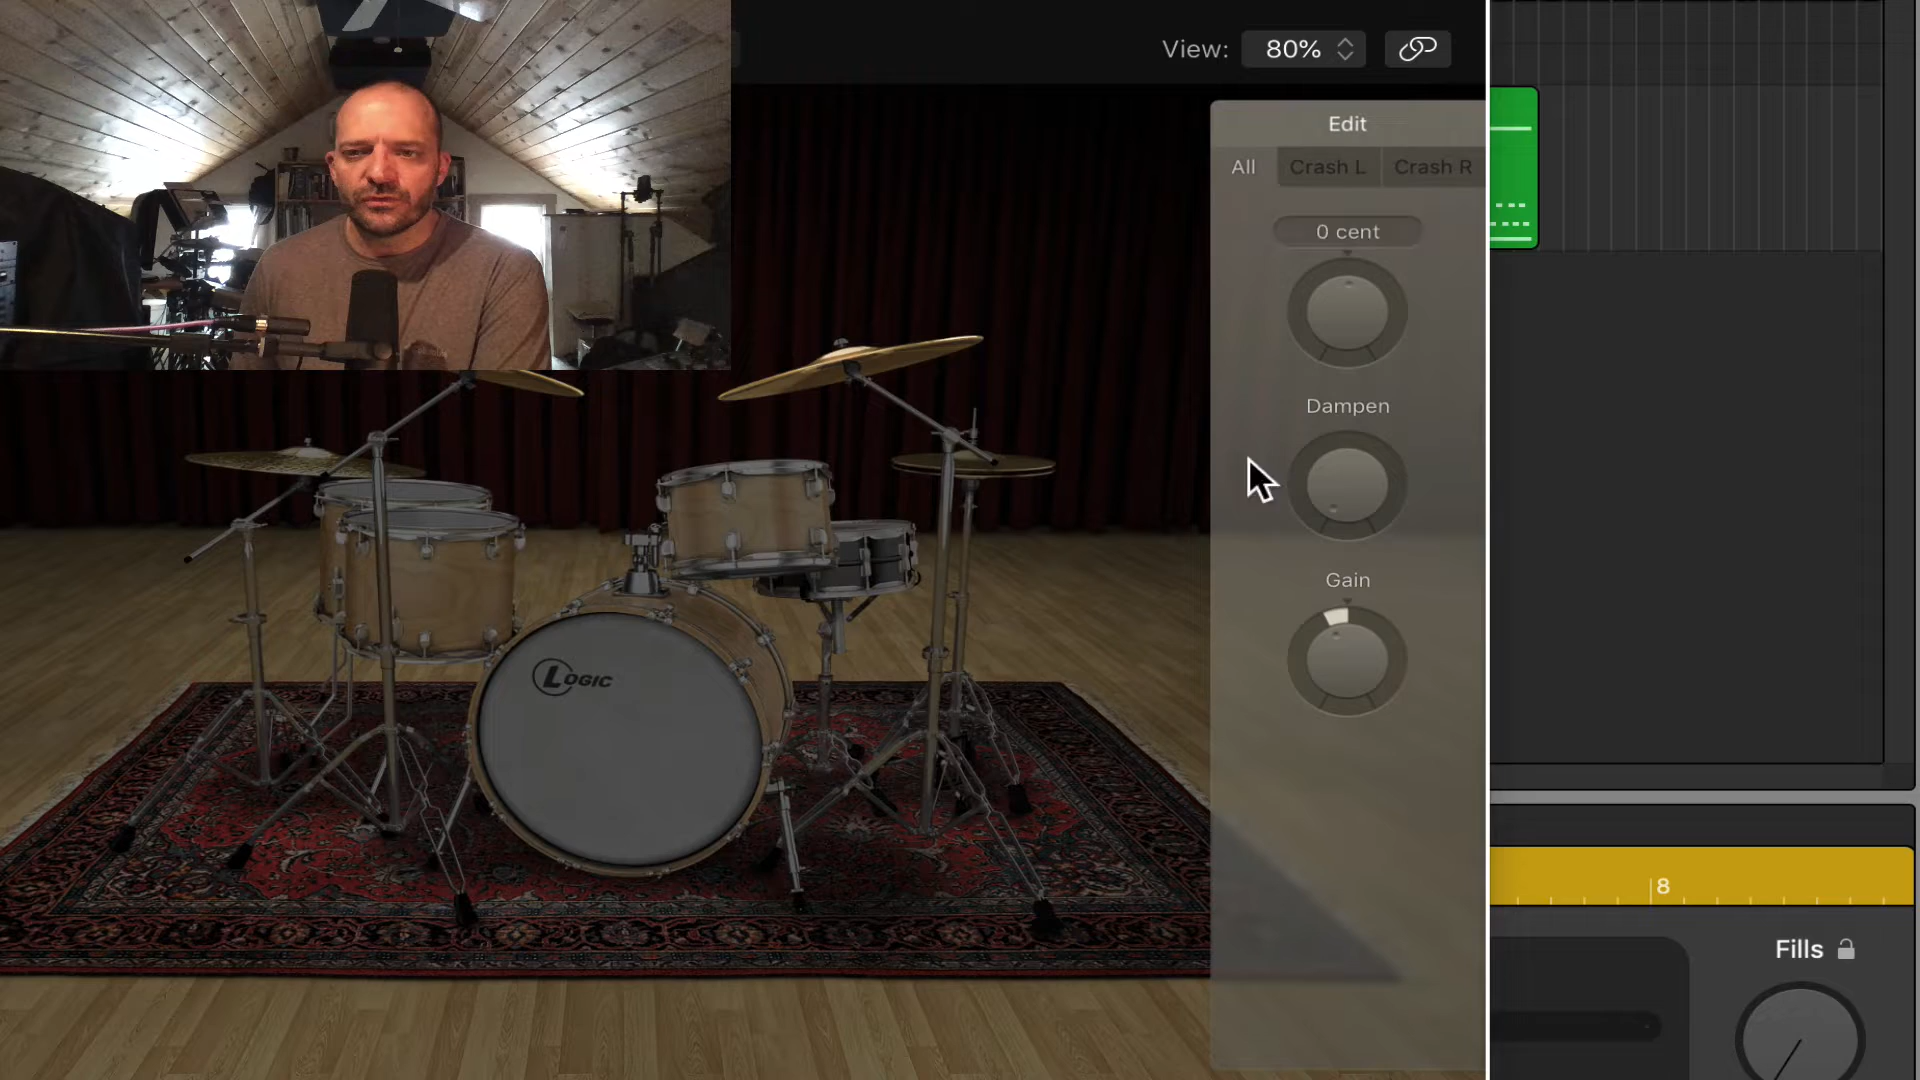 View: 80%
Edit
All Crash L Crash R
0 cent
Dampen
Gain
LOGIC
8
Fills